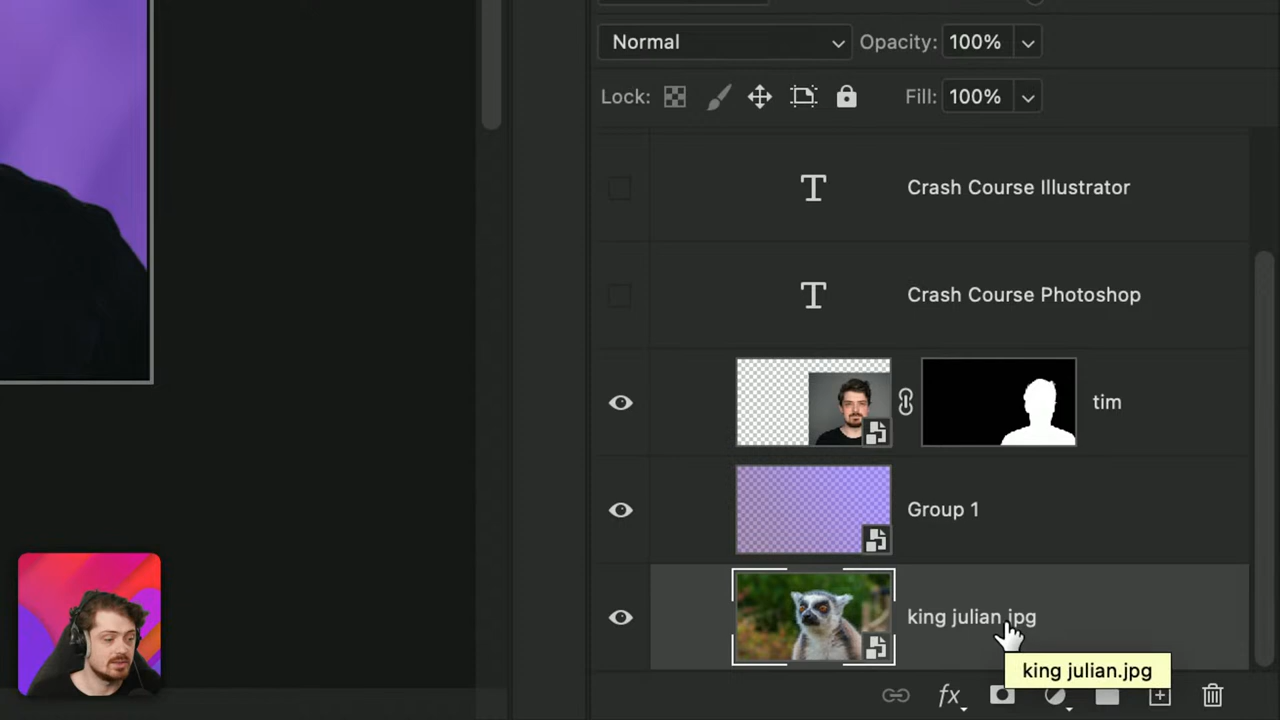 Normal Opacity: 100%
Lock: Fill: 100%
T Crash Course Illustrator
T Crash Course Photoshop
tim
Group 1
king julian.jpg
king julian.jpg
fx